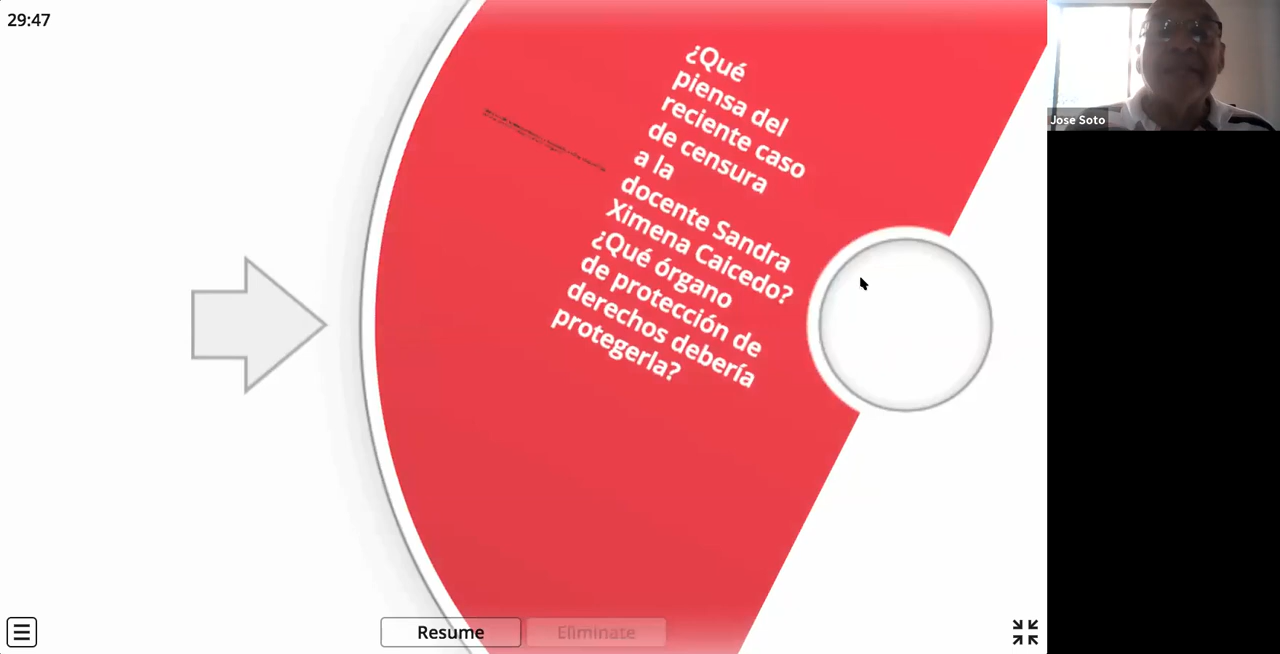 29:47
¿Qué
piensa del
reciente caso
de censura
a la
docente Sandra
Ximena Caicedo?
¿Qué órgano
de protección de
derechos debería
protegerla?
Jose Soto
Resume
Eliminate